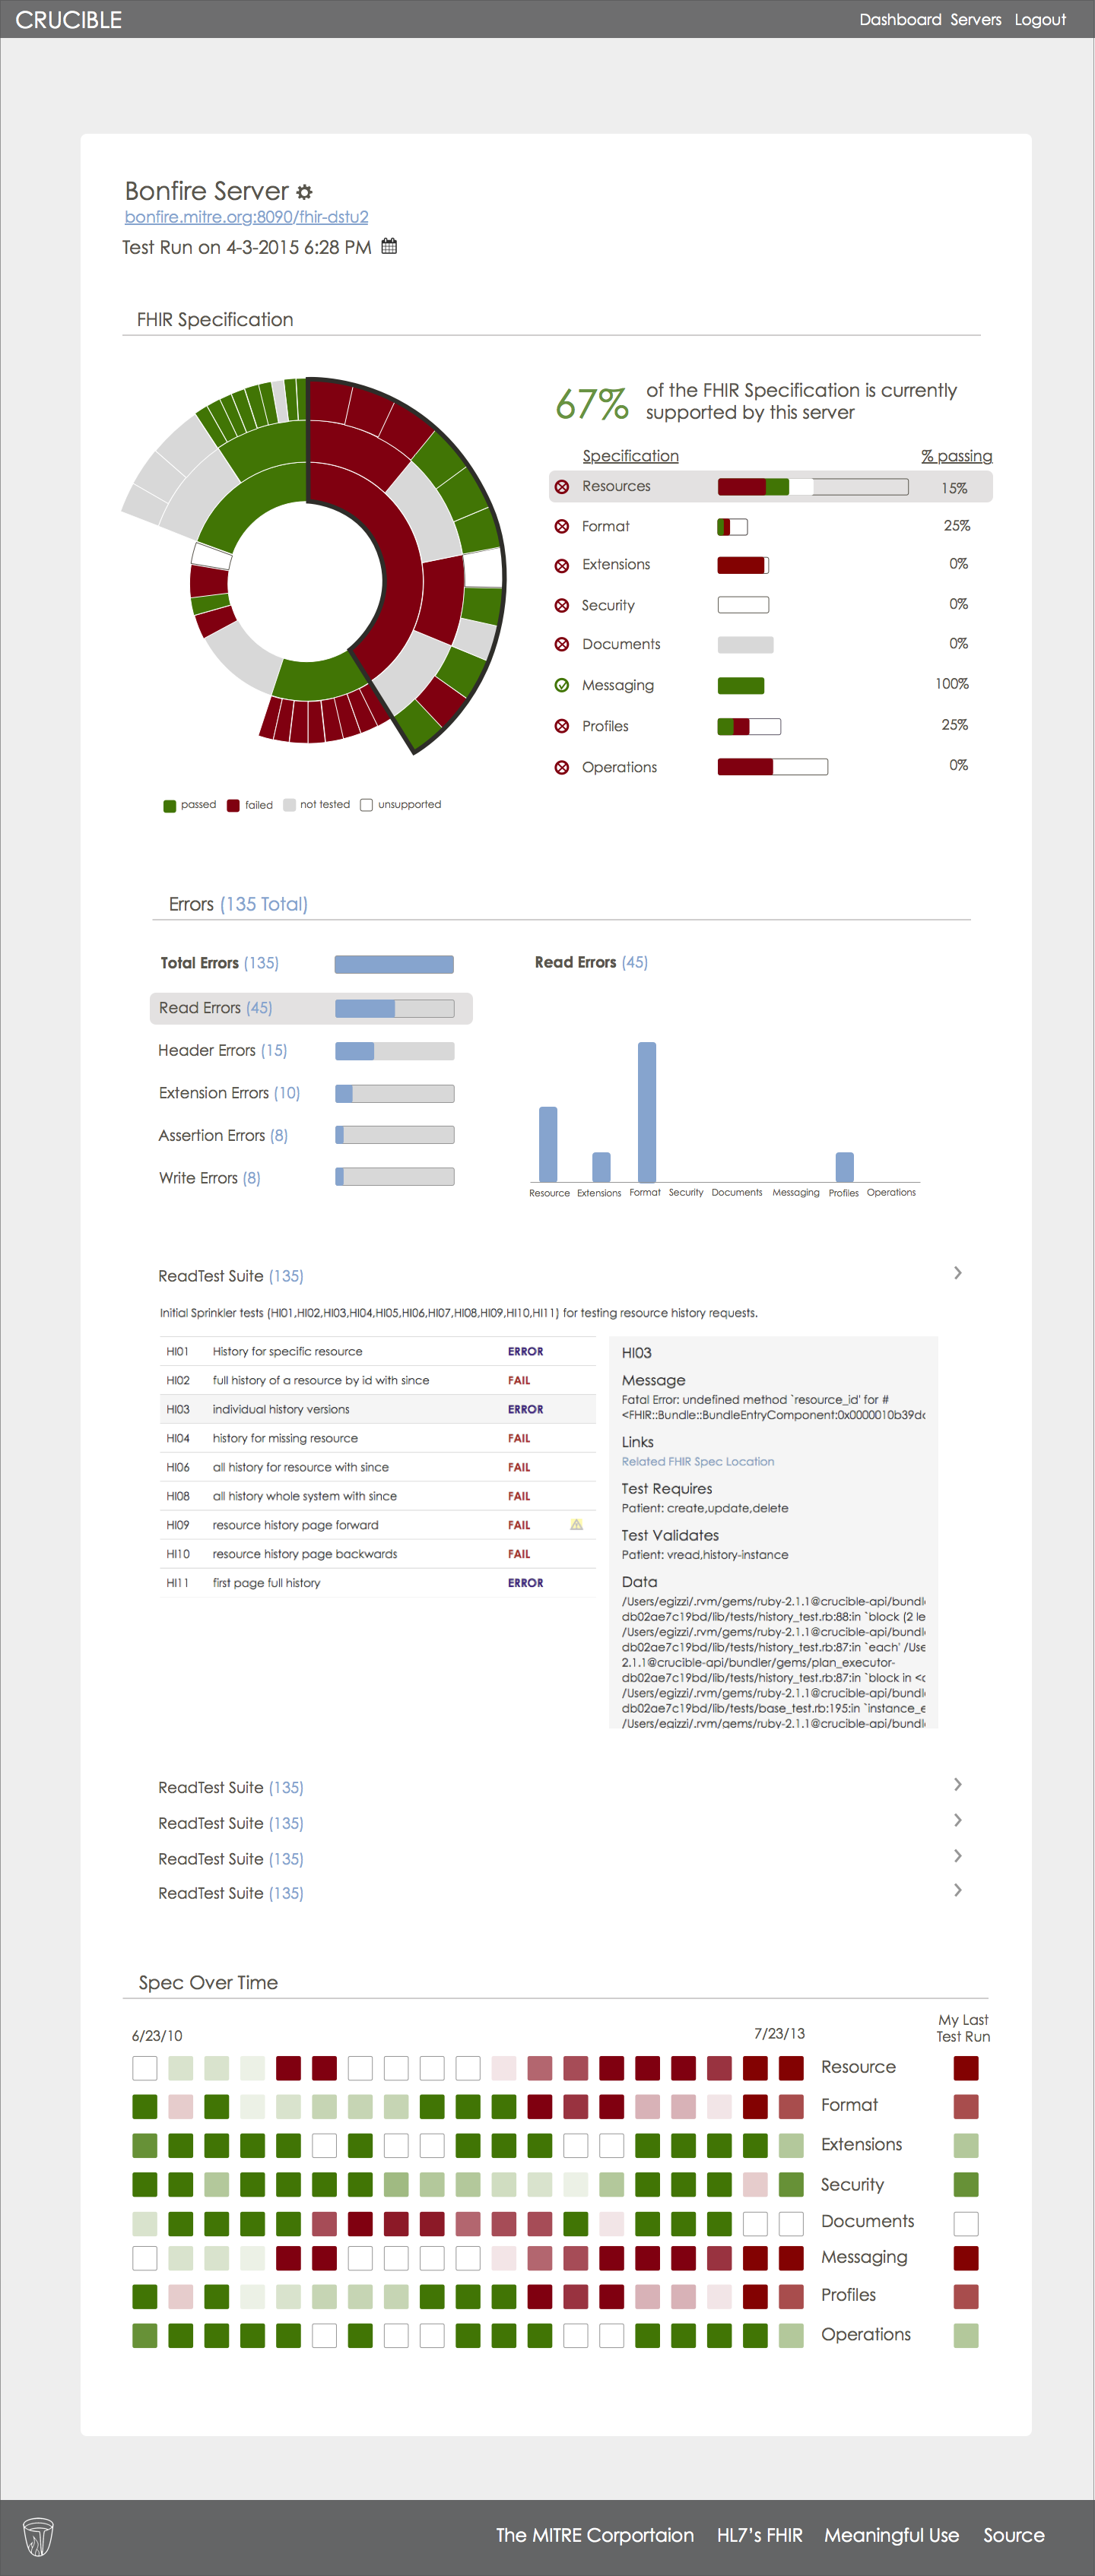 CRUCIBLE
Dashboard Servers Logout
Bonfire Server
bonfire.mitre.org:8090/fhir-dstu2
Test Run on 4-3-2015 6:28 PM
FHIR Specification
67%
of the FHIR Specification is currently
supported by this server
Specification % passing
Resources 15%
Format 25%
Extensions 0%
Security 0%
Documents 0%
Messaging 100%
Profiles 25%
Operations 0%
passed failed not tested unsupported
Errors (135 Total)
Total Errors (135)
Read Errors (45)
Header Errors (15)
Extension Errors (10)
Assertion Errors (8)
Write Errors (8)
Read Errors (45)
Resource Extensions Format Security Documents Messaging Profiles Operations
ReadTest Suite (135)
Initial Sprinkler tests (HI01,HI02,HI03,HI04,HI05,HI06,HI07,HI08,HI09,HI10,HI11) for testing resource history requests.
HI01 History for specific resource ERROR
HI02 full history of a resource by id with since FAIL
HI03 individual history versions ERROR
HI04 history for missing resource FAIL
HI06 all history for resource with since FAIL
HI08 all history whole system with since FAIL
HI09 resource history page forward FAIL
HI10 resource history page backwards FAIL
HI11 first page full history ERROR
HI03
Message
Fatal Error: undefined method `resource_id' for #
<FHIR::Bundle::BundleEntryComponent:0x0000010b39dc
Links
Related FHIR Spec Location
Test Requires
Patient: create,update,delete
Test Validates
Patient: vread,history-instance
Data
/Users/egizzi/.rvm/gems/ruby-2.1.1@crucible-api/bundl
db02ae7c19bd/lib/tests/history_test.rb:88:in `block (2 le
/Users/egizzi/.rvm/gems/ruby-2.1.1@crucible-api/bundl
db02ae7c19bd/lib/tests/history_test.rb:87:in `each' /Use
2.1.1@crucible-api/bundler/gems/plan_executor-
db02ae7c19bd/lib/tests/history_test.rb:87:in `block in <c
/Users/egizzi/.rvm/gems/ruby-2.1.1@crucible-api/bundl
db02ae7c19bd/lib/tests/base_test.rb:195:in `instance_e
/Users/egizzi/.rvm/gems/ruby-2.1.1@crucible-api/bundl
ReadTest Suite (135)
ReadTest Suite (135)
ReadTest Suite (135)
ReadTest Suite (135)
Spec Over Time
6/23/10 7/23/13
My Last
Test Run
Resource
Format
Extensions
Security
Documents
Messaging
Profiles
Operations
The MITRE Corportaion HL7's FHIR Meaningful Use Source